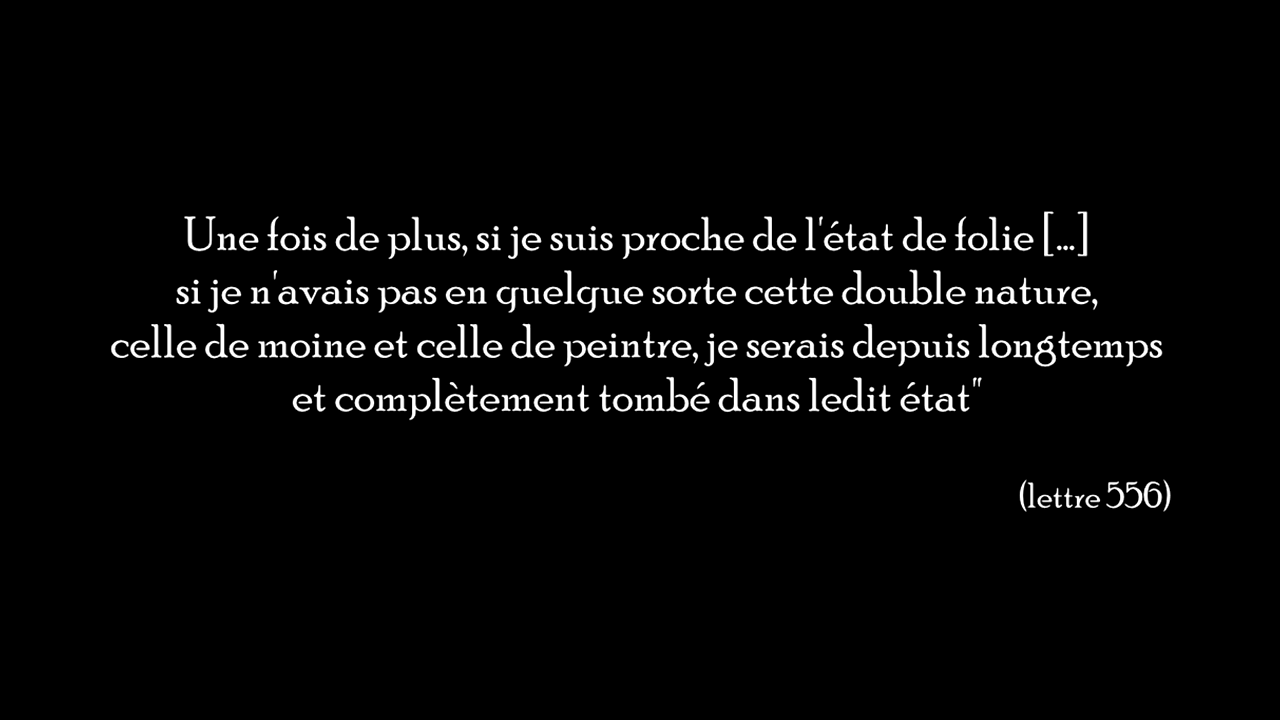 Une fois de plus, si je suis proche de l'état de folie [...]
si je n'avais pas en quelque sorte cette double nature,
celle de moine et celle de peintre, je serais depuis longtemps
et complètement tombé dans ledit état"
(lettre 556)